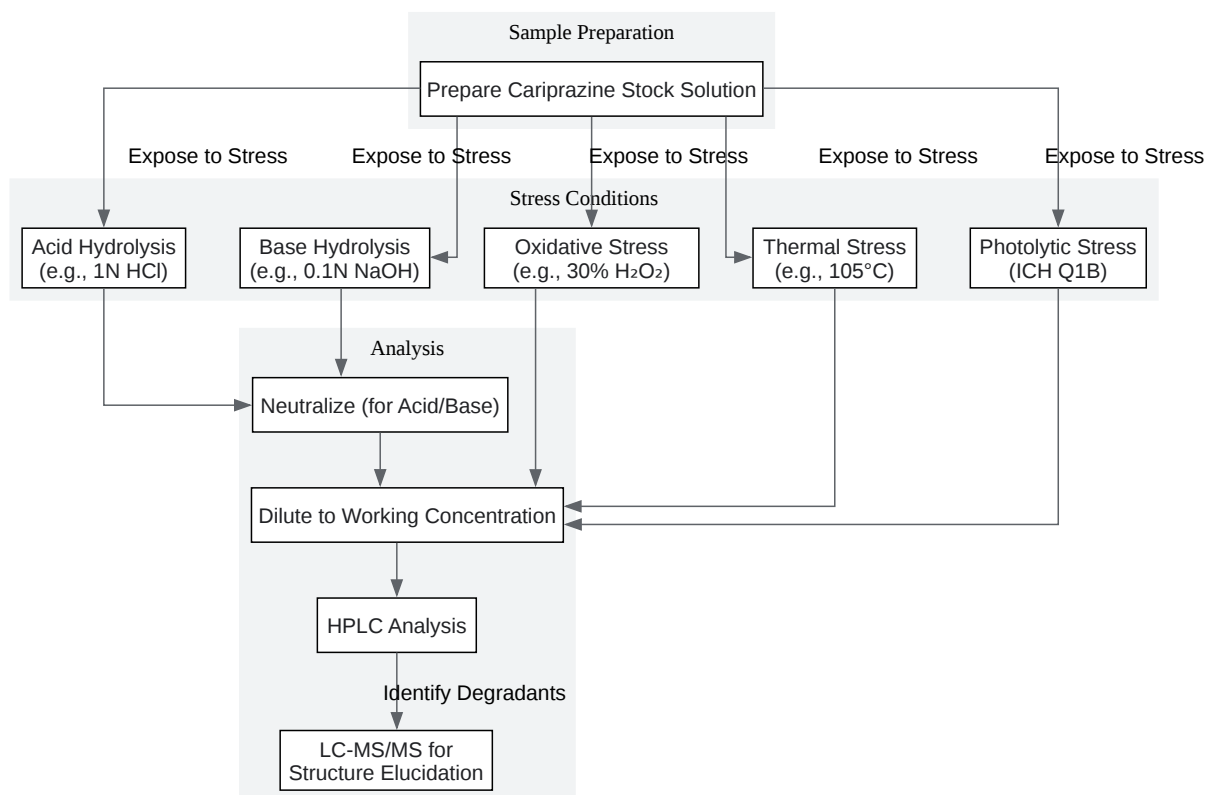 Sample Preparation
Prepare Cariprazine Stock Solution
Expose to Stress
Expose to Stress
Expose to Stress
Expose to Stress
Expose to Stress
Stress Conditions
Acid Hydrolysis
(e.g., 1N HCl)
Base Hydrolysis
(e.g., 0.1N NaOH)
Oxidative Stress
(e.g., 30% H₂O₂)
Thermal Stress
(e.g., 105°C)
Photolytic Stress
(ICH Q1B)
Analysis
Neutralize (for Acid/Base)
Dilute to Working Concentration
HPLC Analysis
Identify Degradants
LC-MS/MS for
Structure Elucidation